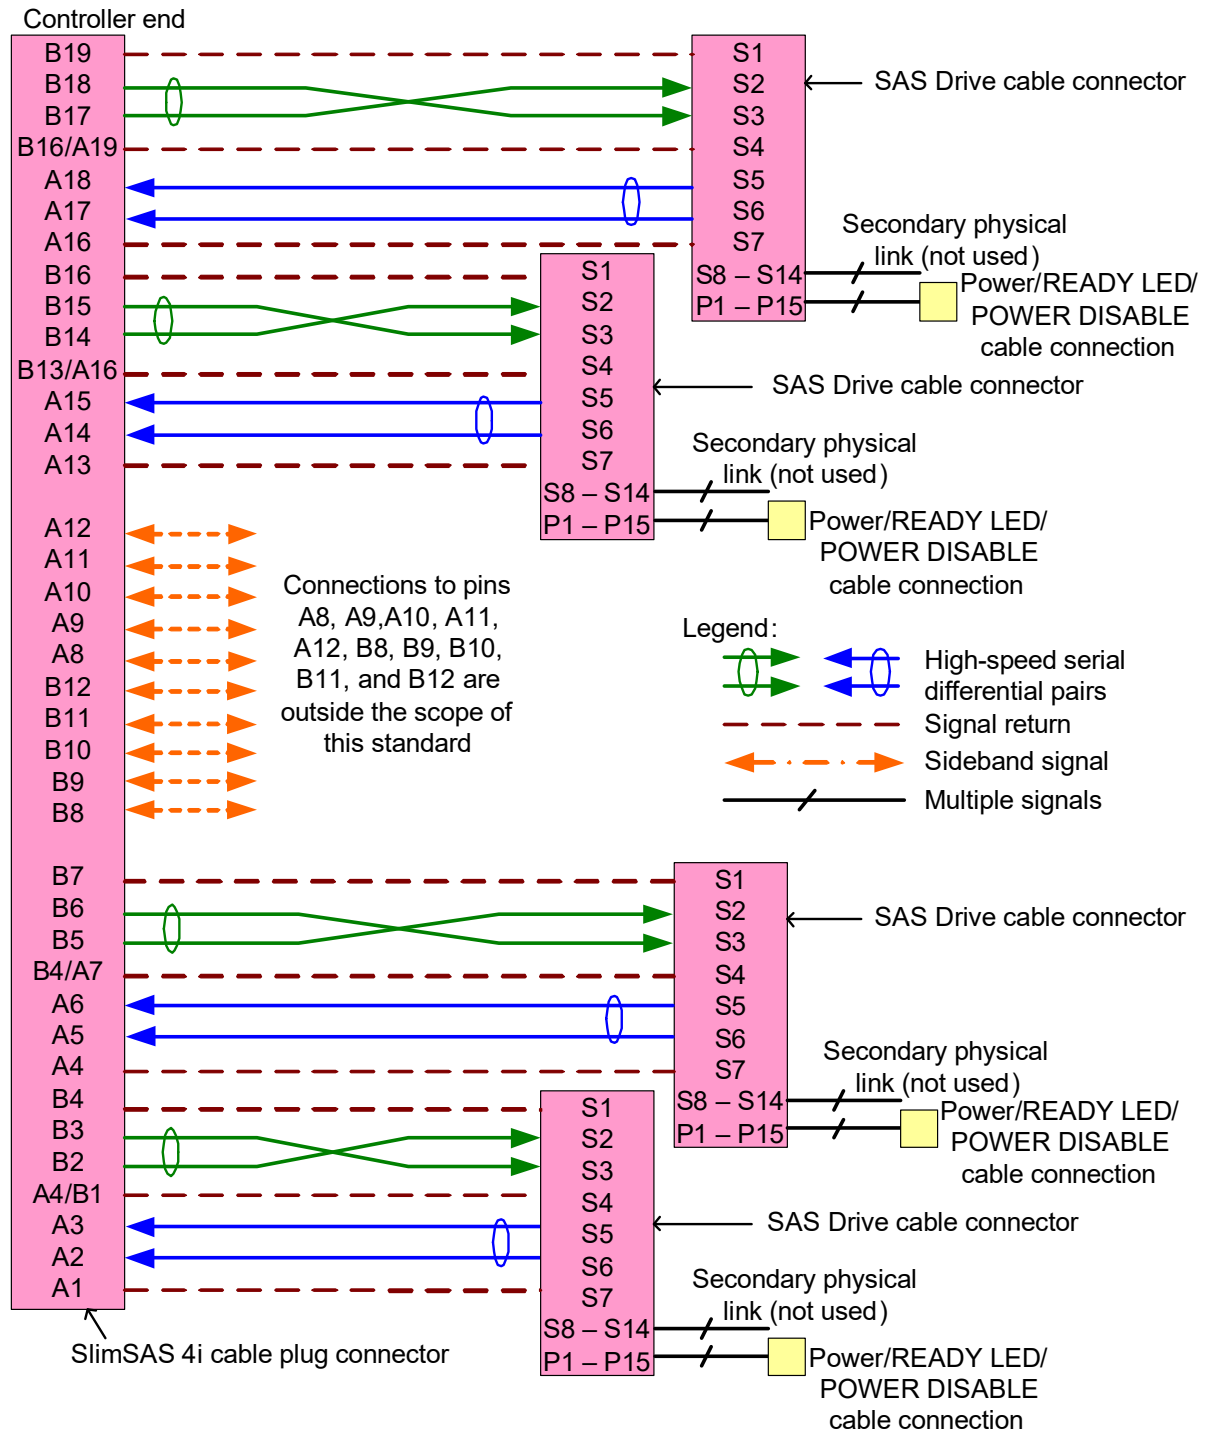 Controller end
B19
B18
B17
B16/A19
A18
A17
A16
B16
B15
B14
B13/A16
A15
A14
A13
A12
A11
A10
A9
A8
B12
B11
B10
B9
B8
B7
B6
B5
B4/A7
A6
A5
A4
B4
B3
B2
A4/B1
A3
A2
A1
SlimSAS 4i cable plug connector
S1
S2
S3
S4
S5
S6
S7
S8 – S14
P1 – P15
SAS Drive cable connector
Secondary physical
link (not used)
Power/READY LED/
POWER DISABLE
cable connection
S1
S2
S3
S4
S5
S6
S7
S8 – S14
P1 – P15
SAS Drive cable connector
Secondary physical
link (not used)
Power/READY LED/
POWER DISABLE
cable connection
Connections to pins
A8, A9,A10, A11,
A12, B8, B9, B10,
B11, and B12 are
outside the scope of
this standard
Legend:
High-speed serial
differential pairs
Signal return
Sideband signal
Multiple signals
S1
S2
S3
S4
S5
S6
S7
S8 – S14
P1 – P15
SAS Drive cable connector
Secondary physical
link (not used)
Power/READY LED/
POWER DISABLE
cable connection
S1
S2
S3
S4
S5
S6
S7
S8 – S14
P1 – P15
SAS Drive cable connector
Secondary physical
link (not used)
Power/READY LED/
POWER DISABLE
cable connection